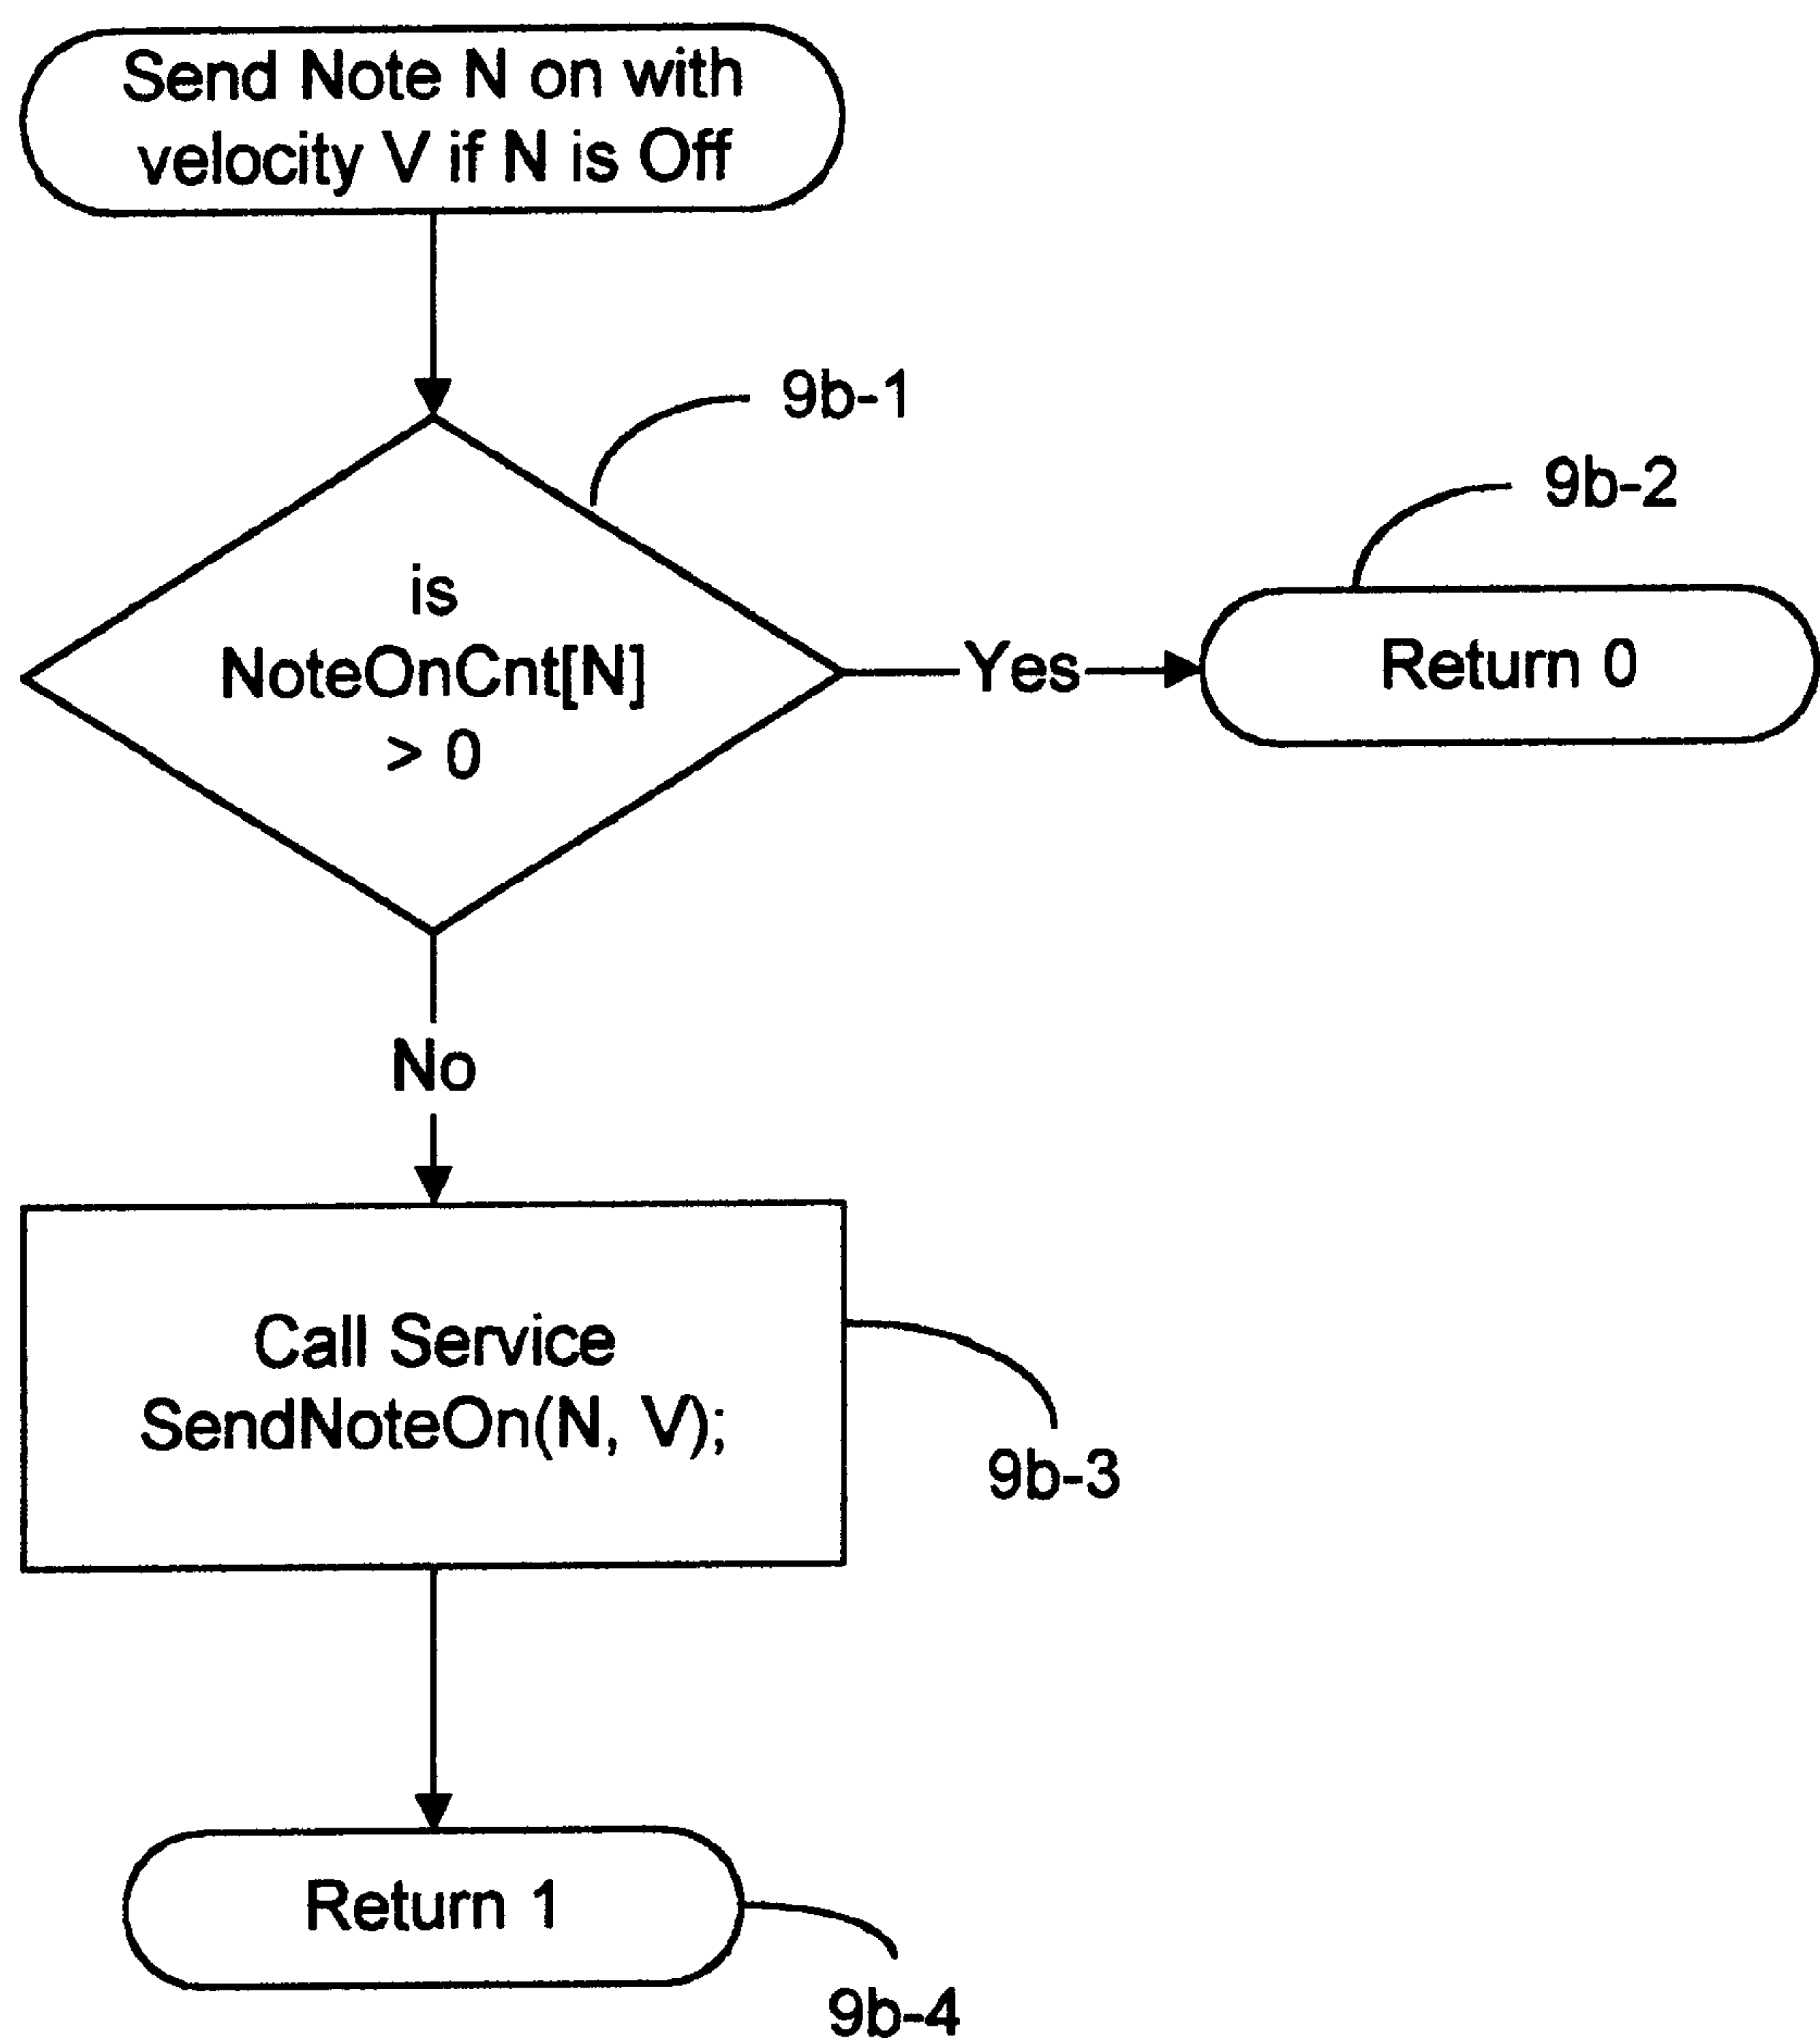 Send Note N on with
velocity V if N is Off
9b-1
9b-2
is
NoteOnCnt[N]
> 0
Yes
Return 0
No
Call Service
SendNoteOn(N, V);
9b-3
Return 1
9b-4